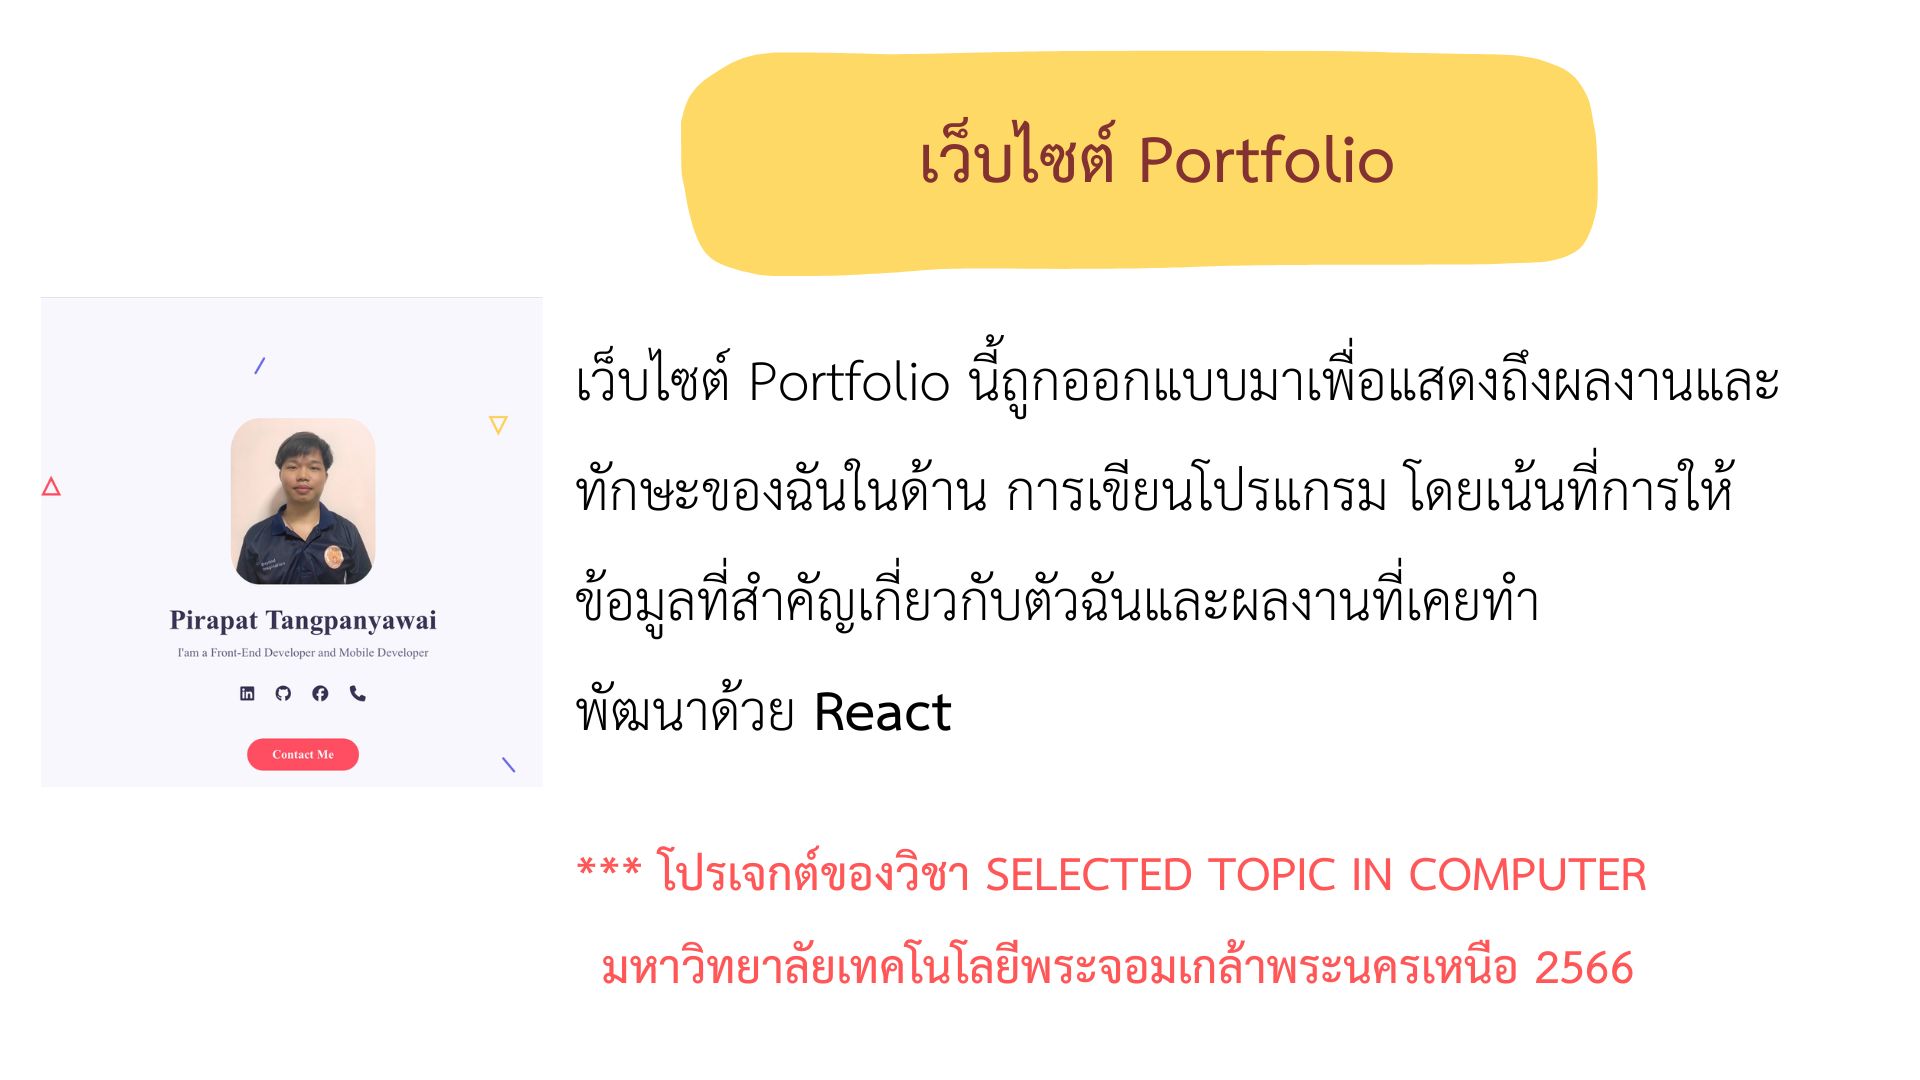 เว็บไซต์ Portfolio
เว็บไซต์ Portfolio นี้ถูกออกแบบมาเพื่อแสดงถึงผลงานและ
ทักษะของฉันในด้าน การเขียนโปรแกรม โดยเน้นที่การให้
ข้อมูลที่สำคัญเกี่ยวกับตัวฉันและผลงานที่เคยทำ
พัฒนาด้วย React
Pirapat Tangpanyawai
I'am a Front-End Developer and Mobile Developer
Contact Me
*** โปรเจกต์ของวิชา SELECTED TOPIC IN COMPUTER
มหาวิทยาลัยเทคโนโลยีพระจอมเกล้าพระนครเหนือ 2566